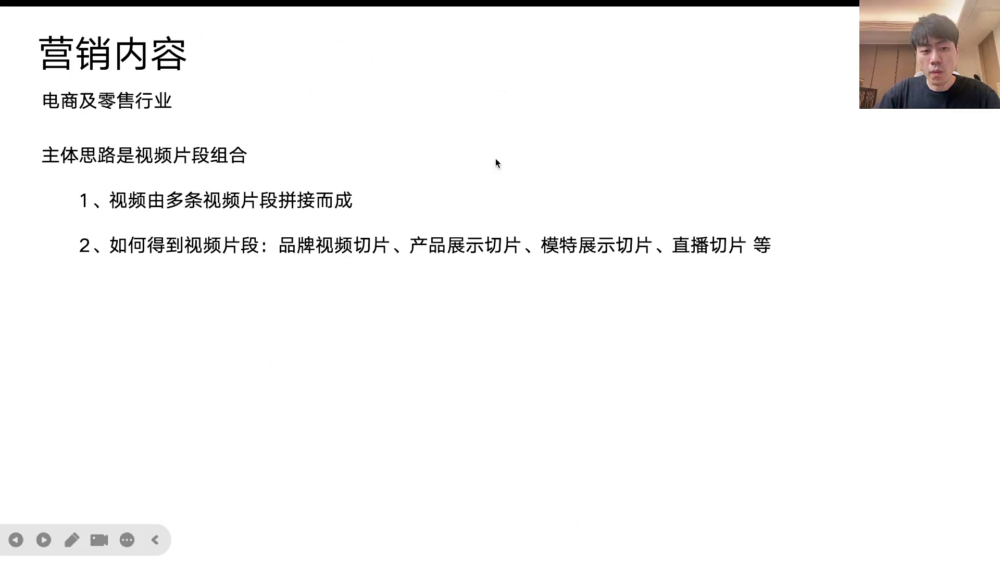 营销内容
电商及零售行业
主体思路是视频片段组合
1、视频由多条视频片段拼接而成
2、如何得到视频片段：品牌视频切片、产品展示切片、模特展示切片、直播切片 等